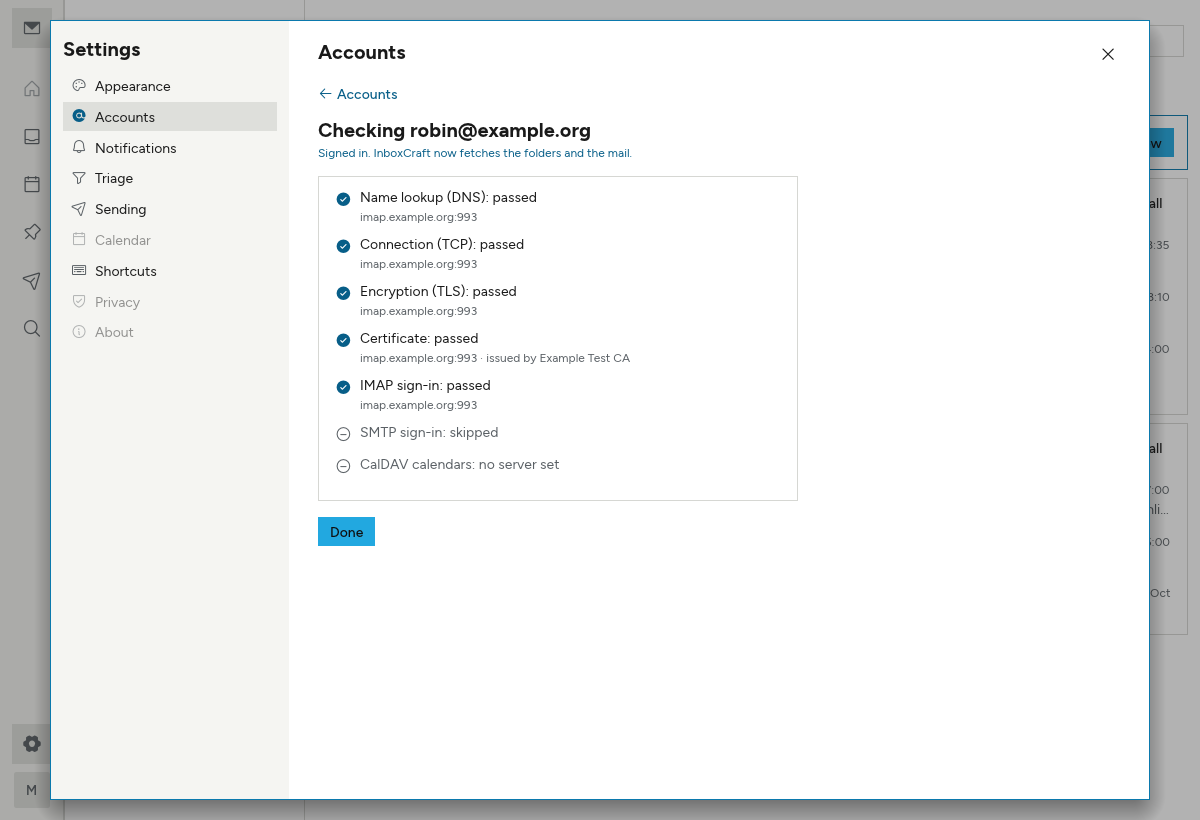 Settings
Appearance
Accounts
Notifications
Triage
Sending
Calendar
Shortcuts
Privacy
About
M
Accounts
← Accounts
Checking robin@example.org
Signed in. InboxCraft now fetches the folders and the mail.
Name lookup (DNS): passed
imap.example.org:993
Connection (TCP): passed
imap.example.org:993
Encryption (TLS): passed
imap.example.org:993
Certificate: passed
imap.example.org:993 · issued by Example Test CA
IMAP sign-in: passed
imap.example.org:993
SMTP sign-in: skipped
CalDAV calendars: no server set
Done
Oct